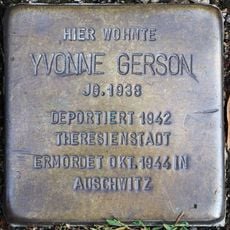 HIER WOHNTE
YVONNE GERSON
JG. 1938
DEPORTIERT 1942
THERESIENSTADT
ERMORDET OKT. 1944 IN
AUSCHWITZ